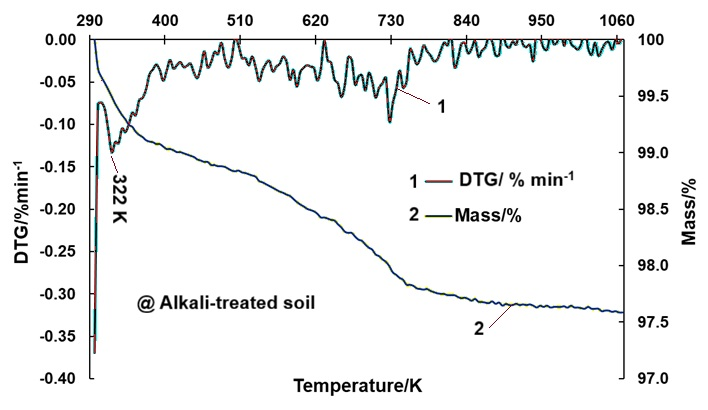 290 400 510 620 730 840 950 1060
0.00 100
-0.05 99.5
1
-0.10
-0.15 99.0
322 K
1 DTG/ % min-1
-0.20 98.5
2 Mass/%
DTG/%min-1
Mass/%
-0.25 98.0
-0.30
@ Alkali-treated soil
2
97.5
-0.35
-0.40 97.0
Temperature/K